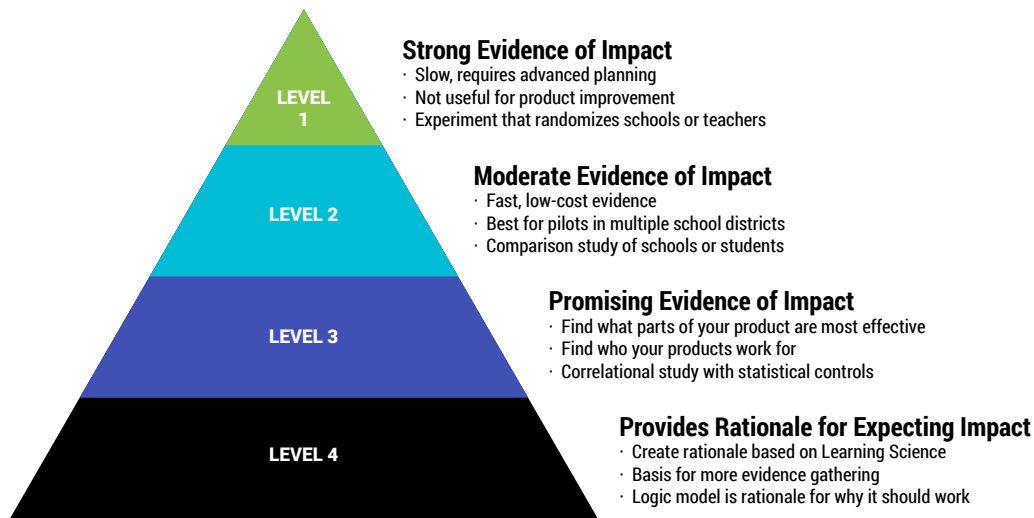 LEVEL
1
Strong Evidence of Impact
· Slow, requires advanced planning
· Not useful for product improvement
· Experiment that randomizes schools or teachers
LEVEL 2
Moderate Evidence of Impact
· Fast, low-cost evidence
· Best for pilots in multiple school districts
· Comparison study of schools or students
LEVEL 3
Promising Evidence of Impact
· Find what parts of your product are most effective
· Find who your products work for
· Correlational study with statistical controls
LEVEL 4
Provides Rationale for Expecting Impact
· Create rationale based on Learning Science
· Basis for more evidence gathering
· Logic model is rationale for why it should work